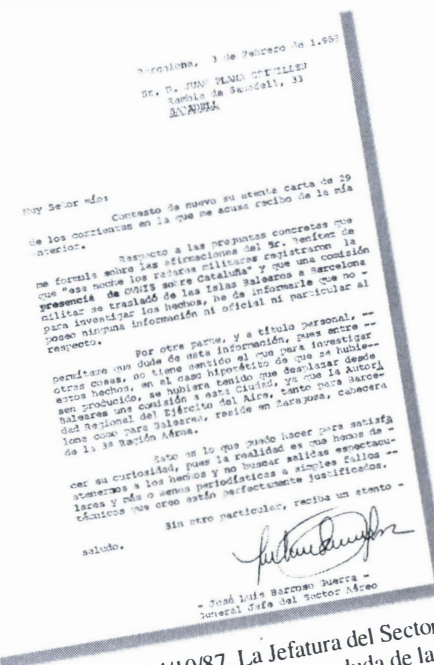 Barcelona, 3 de Febrero de 1.988
SR. D. JUAN PLANA CRIVILLEN
Rambla de Sabadell, 33
SABADELL
Muy Señor mío:
Contesto de nuevo su atenta carta de 29
de los corrientes en la que me acusa recibo de la mía
anterior.
Respecto a las preguntas concretas que
me formula sobre las afirmaciones del Sr. Benítez de
que "esa noche los radares militares registraron la
presencia de OVNIS sobre Cataluña" y que una comisión
militar se trasladó de las Islas Baleares a Barcelona
para investigar los hechos, he de informarle que no -
poseo ninguna información ni oficial ni particular al
respecto.
Por otra parte, y a título personal, --
permítame que dude de esta información, pues entre --
otras cosas, no tiene sentido el que para investigar
estos hechos, en el caso hipotético de que se hubie--
sen producido, se hubiera tenido que desplazar desde
Baleares una comisión a esta Ciudad, ya que la Autori
dad Regional del Ejército del Aire, tanto para Barce-
lona como para Baleares, reside en Zaragoza, cabecera
de la 3ª Región Aérea.
Esto es lo que puedo hacer para satisfa
cer su curiosidad, pues la realidad es que hemos de -
atenernos a los hechos y no buscar salidas espectacu-
lares y más o menos periodísticas a simples fallos --
técnicos que creo están perfectamente justificados.
Sin otro particular, reciba un atento -
saludo.
- José Luis Barroso Guerra -
General Jefe del Sector Aéreo
/10/87. La Jefatura del Sector
duda de la